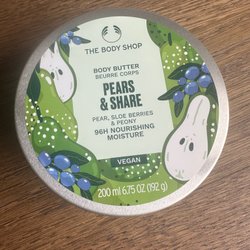 THE BODY SHOP
BODY BUTTER
BEURRE CORPS
PEARS
& SHARE
PEAR, SLOE BERRIES
& PEONY
96H NOURISHING
MOISTURE
VEGAN
200 ml 6.75 OZ (192 g)